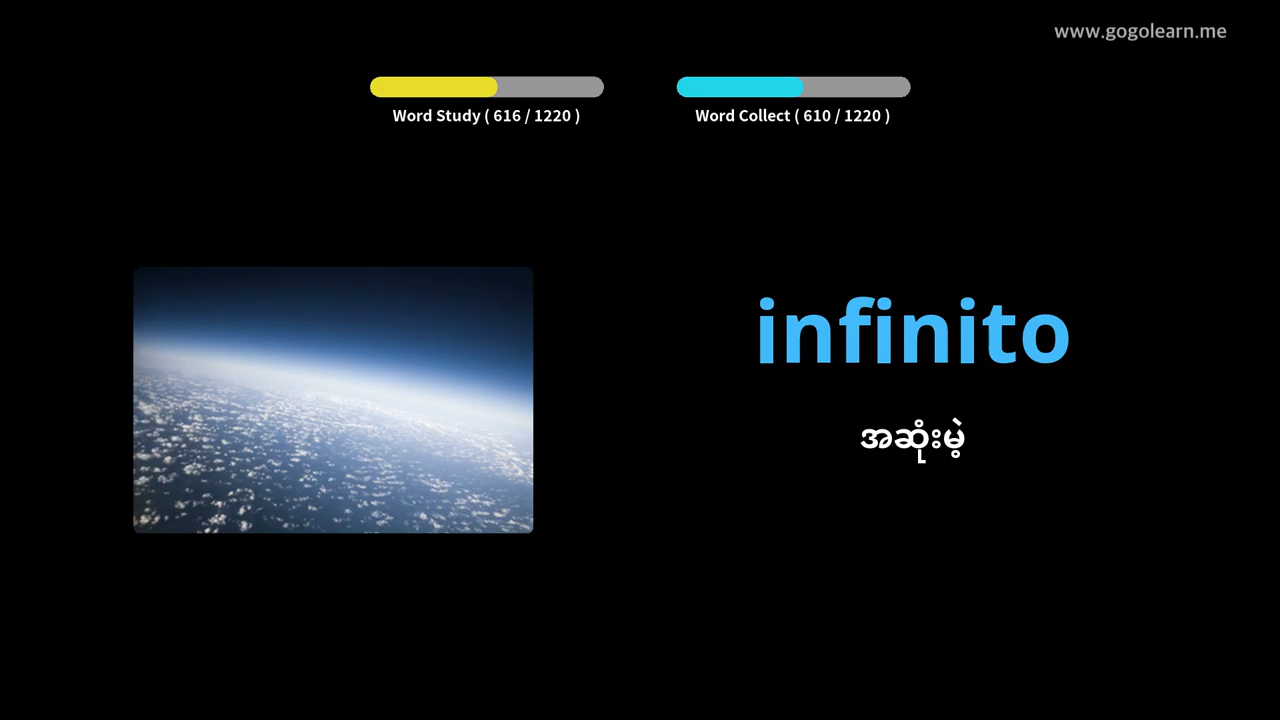 www.gogolearn.me
Word Study ( 616 / 1220 )
Word Collect ( 610 / 1220 )
infinito
အဆုံးမဲ့